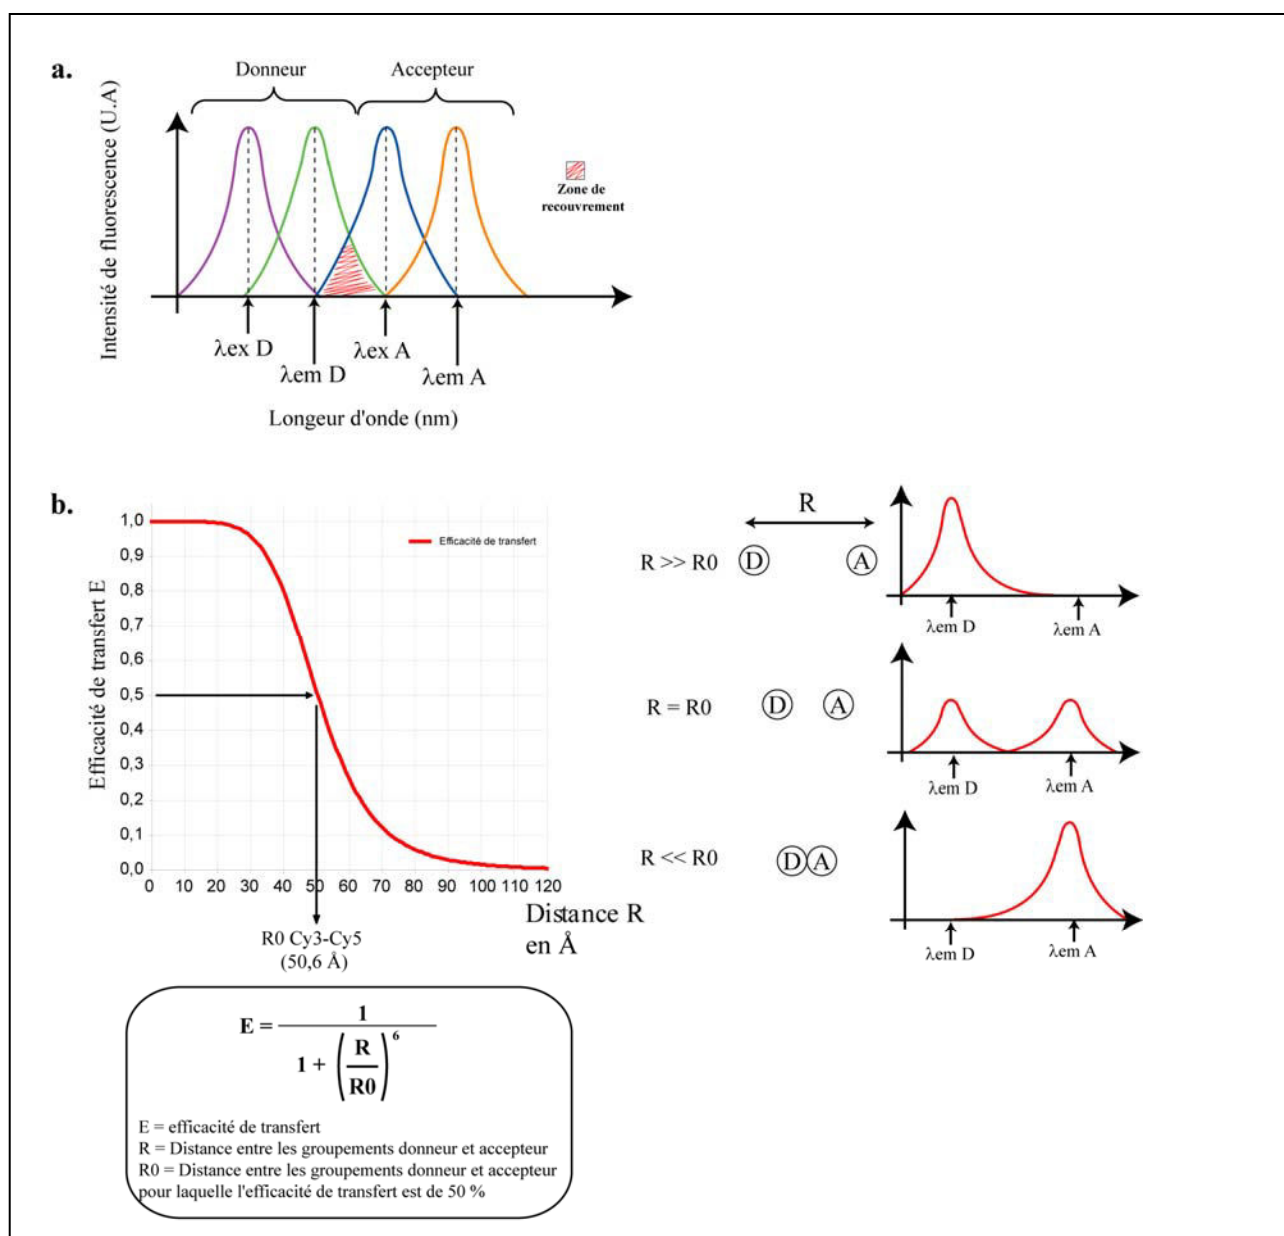 a.
Donneur
Accepteur
Intensité de fluorescence (U.A)
Zone de
recouvrement
λex D
λem D
λex A
λem A
Longeur d'onde (nm)
b.
Efficacité de transfert E
1,0
0,9
0,8
0,7
0,6
0,5
0,4
0,3
0,2
0,1
0,0
Efficacité de transfert
0 10 20 30 40 50 60 70 80 90 100 110 120
Distance R
en Å
R0 Cy3-Cy5
(50,6 Å)
R
R >> R0
D
A
λem D
λem A
R = R0
D
A
λem D
λem A
R << R0
D
A
λem D
λem A
E = 1 / 1 + (R / R0)^6
E = efficacité de transfert
R = Distance entre les groupements donneur et accepteur
R0 = Distance entre les groupements donneur et accepteur
pour laquelle l'efficacité de transfert est de 50 %